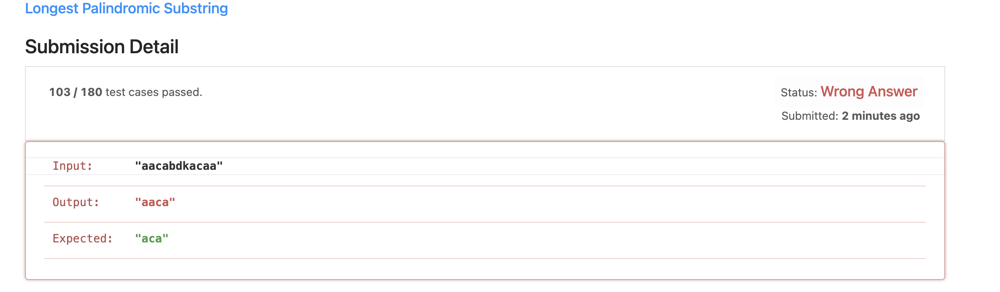 Longest Palindromic Substring
Submission Detail
103 / 180 test cases passed.
Status: Wrong Answer
Submitted: 2 minutes ago
Input: "aacabdkacaa"
Output: "aaca"
Expected: "aca"